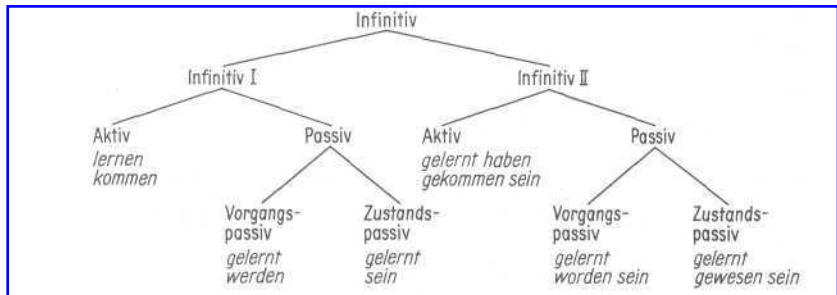 Infinitiv
Infinitiv I
Infinitiv II
Aktiv
lernen
kommen
Passiv
Vorgangs-
passiv
gelernt
werden
Zustands-
passiv
gelernt
sein
Aktiv
gelernt haben
gekommen sein
Passiv
Vorgangs-
passiv
gelernt
worden sein
Zustands-
passiv
gelernt
gewesen sein